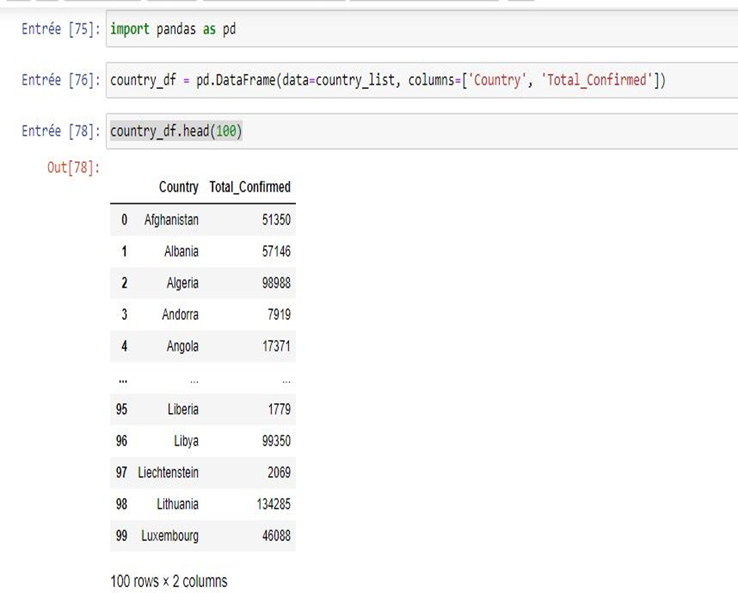 Entrée [75]: import pandas as pd
Entrée [76]: country_df = pd.DataFrame(data=country_list, columns=['Country', 'Total_Confirmed'])
Entrée [78]: country_df.head(100)
Out[78]:
Country Total_Confirmed
0 Afghanistan 51350
1 Albania 57146
2 Algeria 98988
3 Andorra 7919
4 Angola 17371
... ... ...
95 Liberia 1779
96 Libya 99350
97 Liechtenstein 2069
98 Lithuania 134285
99 Luxembourg 46088
100 rows × 2 columns